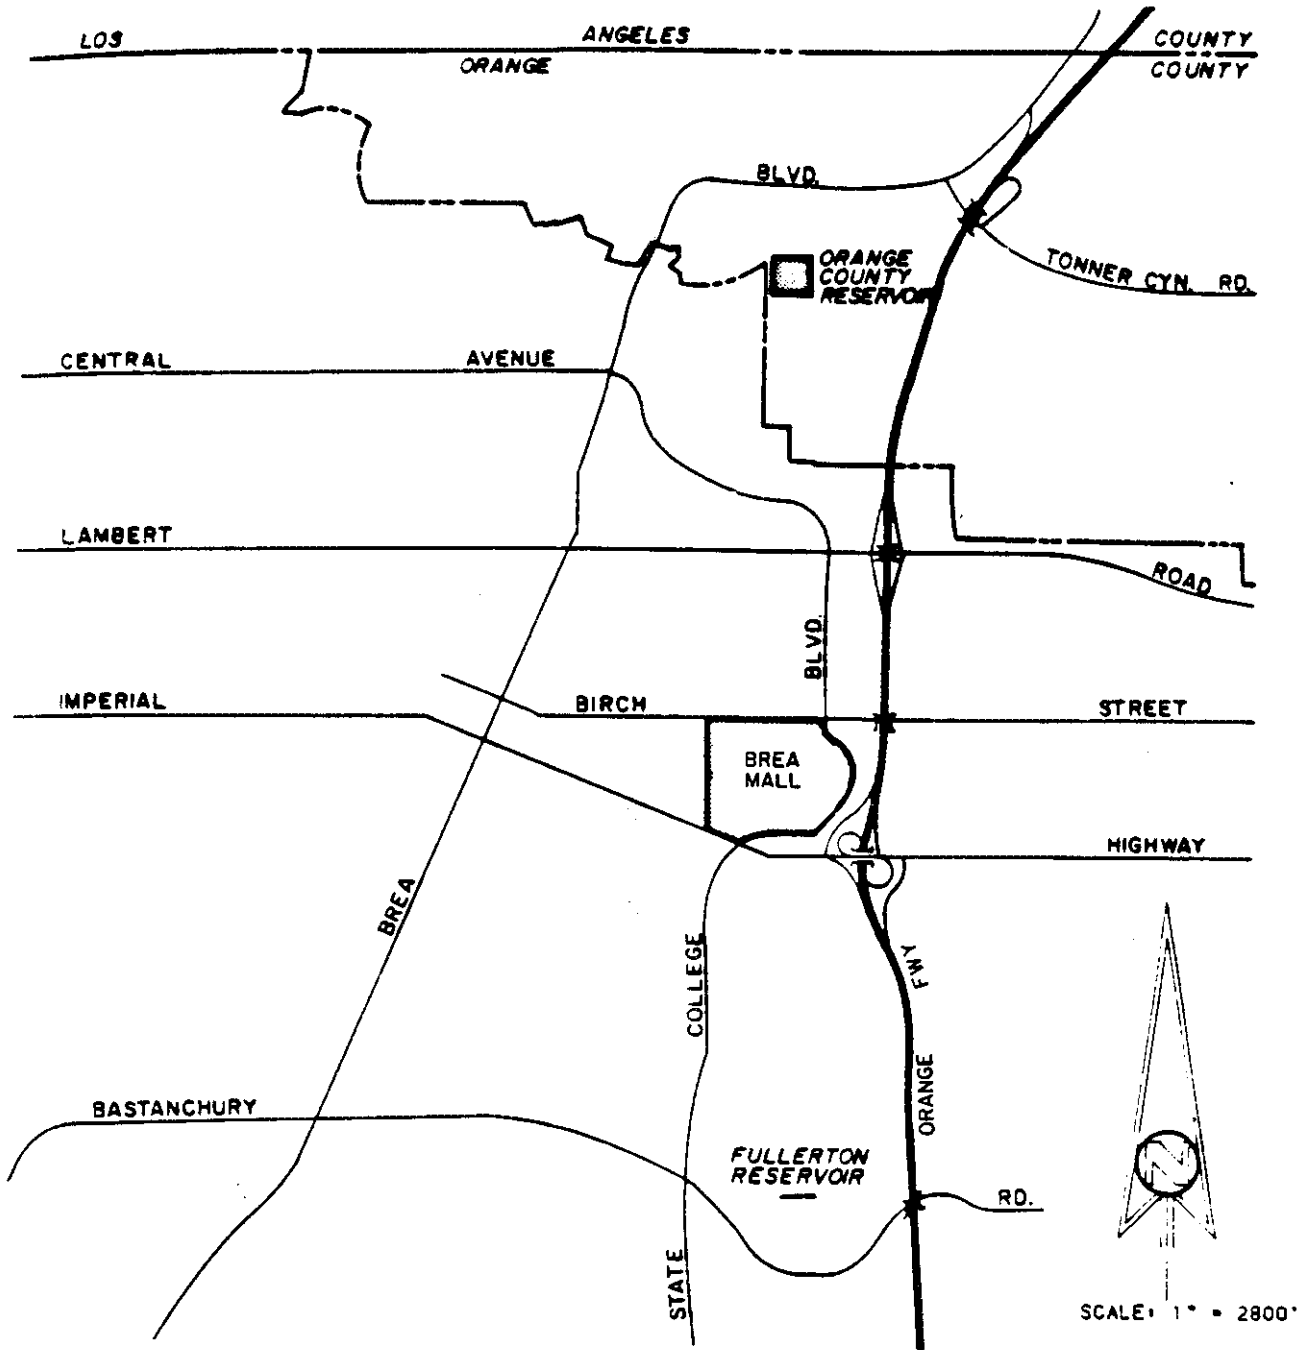 LOS ANGELES COUNTY
ORANGE COUNTY
BLVD.
ORANGE
COUNTY
RESERVOIR
TONNER CYN. RD.
CENTRAL AVENUE
LAMBERT ROAD
BLVD.
IMPERIAL
BIRCH STREET
BREA
MALL
HIGHWAY
BREA
COLLEGE
FWY
ORANGE
BASTANCHURY
FULLERTON
RESERVOIR
RD.
STATE
N
SCALE: 1" = 2800'